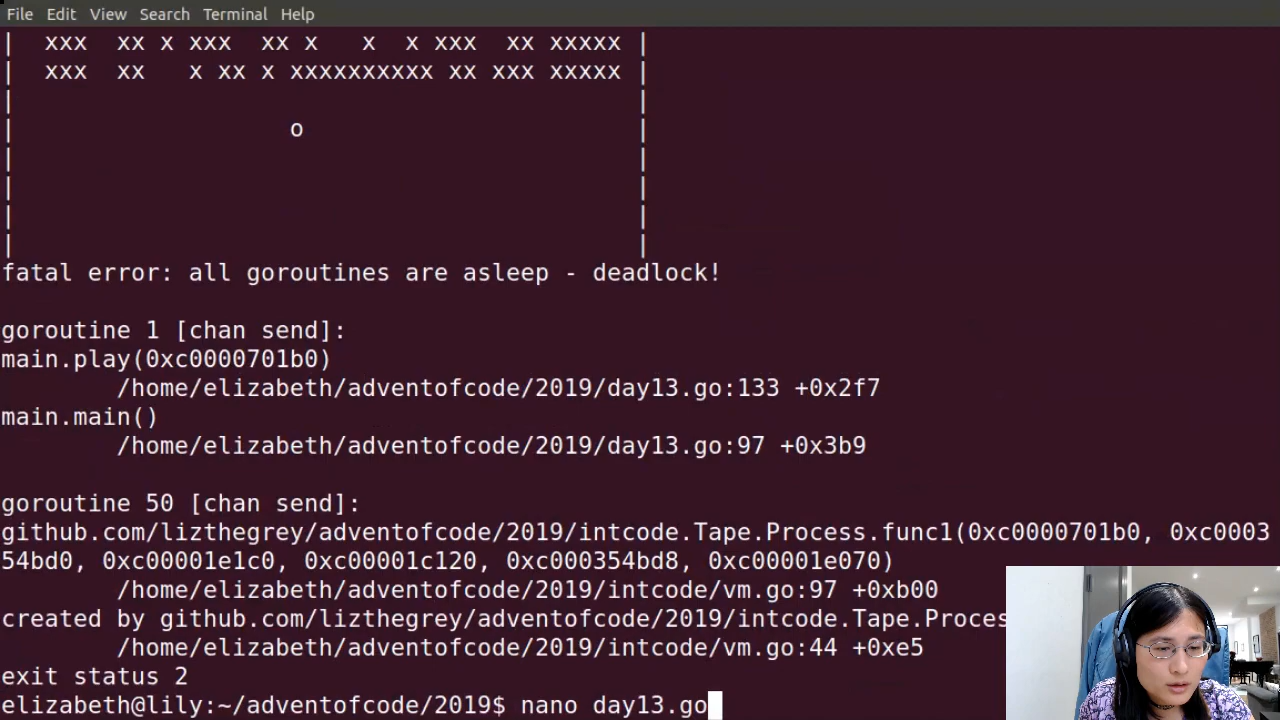 File Edit View Search Terminal Help
|  xxx  xx x xxx  xx x   x  x xxx  xx xxxxx |
|  xxx  xx   x xx x xxxxxxxxxx xx xxx xxxxx |
|                                           |
|                   o                       |
|                                           |
|                                           |
|                                           |
|                                           |
fatal error: all goroutines are asleep - deadlock!
goroutine 1 [chan send]:
main.play(0xc0000701b0)
/home/elizabeth/adventofcode/2019/day13.go:133 +0x2f7
main.main()
/home/elizabeth/adventofcode/2019/day13.go:97 +0x3b9
goroutine 50 [chan send]:
github.com/lizthegrey/adventofcode/2019/intcode.Tape.Process.func1(0xc0000701b0, 0xc0003
54bd0, 0xc00001e1c0, 0xc00001c120, 0xc000354bd8, 0xc00001e070)
/home/elizabeth/adventofcode/2019/intcode/vm.go:97 +0xb00
created by github.com/lizthegrey/adventofcode/2019/intcode.Tape.Proces
/home/elizabeth/adventofcode/2019/intcode/vm.go:44 +0xe5
exit status 2
elizabeth@lily:~/adventofcode/2019$ nano day13.go